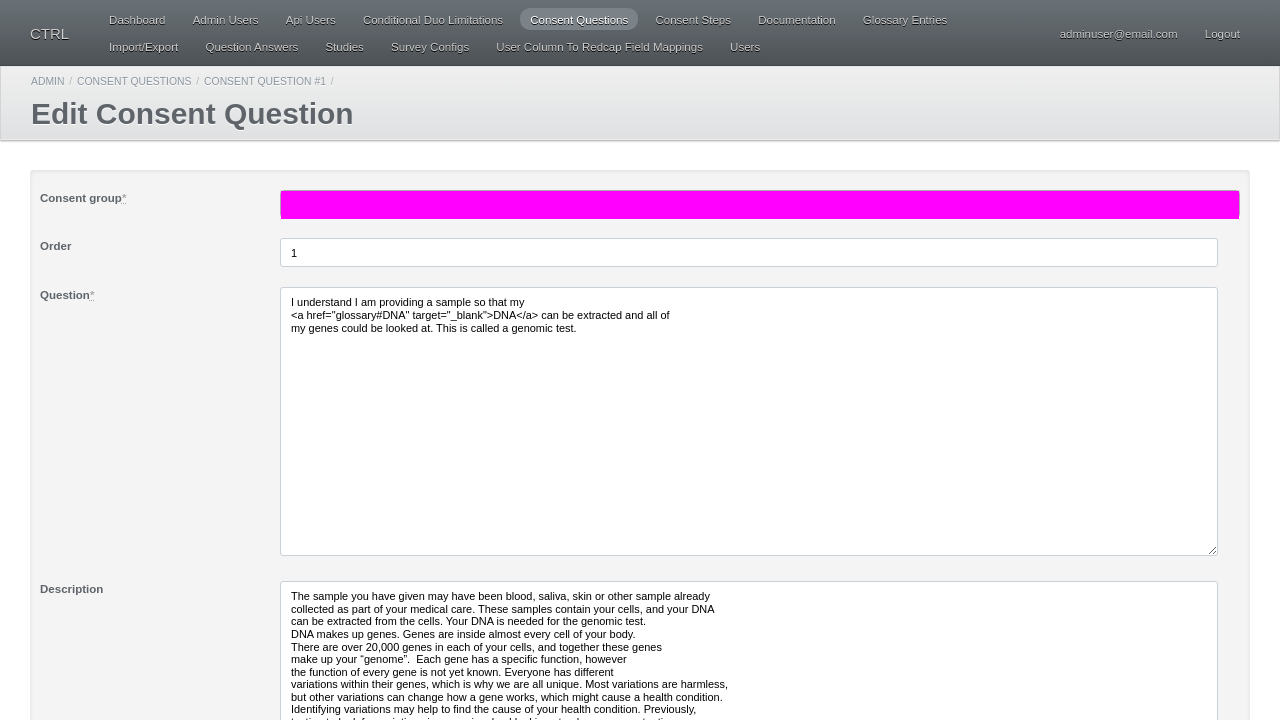 CTRL
Dashboard Admin Users Api Users Conditional Duo Limitations Consent Questions Consent Steps Documentation Glossary Entries
Import/Export Question Answers Studies Survey Configs User Column To Redcap Field Mappings Users
adminuser@email.com Logout
ADMIN / CONSENT QUESTIONS / CONSENT QUESTION #1 /
Edit Consent Question
Consent group*
Order
1
Question*
I understand I am providing a sample so that my
<a href="glossary#DNA" target="_blank">DNA</a> can be extracted and all of
my genes could be looked at. This is called a genomic test.
Description
The sample you have given may have been blood, saliva, skin or other sample already
collected as part of your medical care. These samples contain your cells, and your DNA
can be extracted from the cells. Your DNA is needed for the genomic test.
DNA makes up genes. Genes are inside almost every cell of your body.
There are over 20,000 genes in each of your cells, and together these genes
make up your “genome”.  Each gene has a specific function, however
the function of every gene is not yet known. Everyone has different
variations within their genes, which is why we are all unique. Most variations are harmless,
but other variations can change how a gene works, which might cause a health condition.
Identifying variations may help to find the cause of your health condition. Previously,